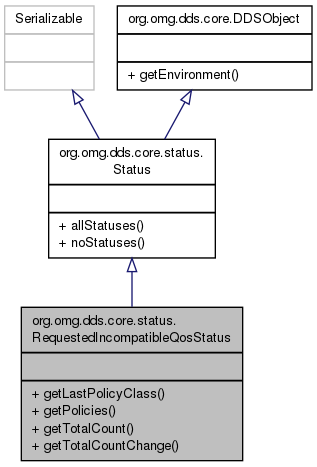 Serializable
org.omg.dds.core.DDSObject
+ getEnvironment()
org.omg.dds.core.status.
Status
+ allStatuses()
+ noStatuses()
org.omg.dds.core.status.
RequestedIncompatibleQosStatus
+ getLastPolicyClass()
+ getPolicies()
+ getTotalCount()
+ getTotalCountChange()